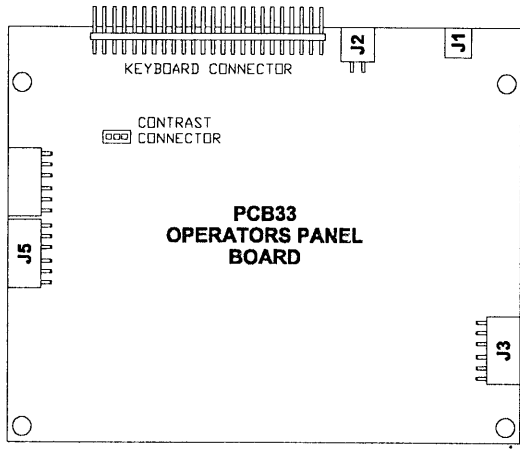 J2
J1
KEYBOARD CONNECTOR
CONTRAST
CONNECTOR
PCB33
OPERATORS PANEL
BOARD
J5
J3